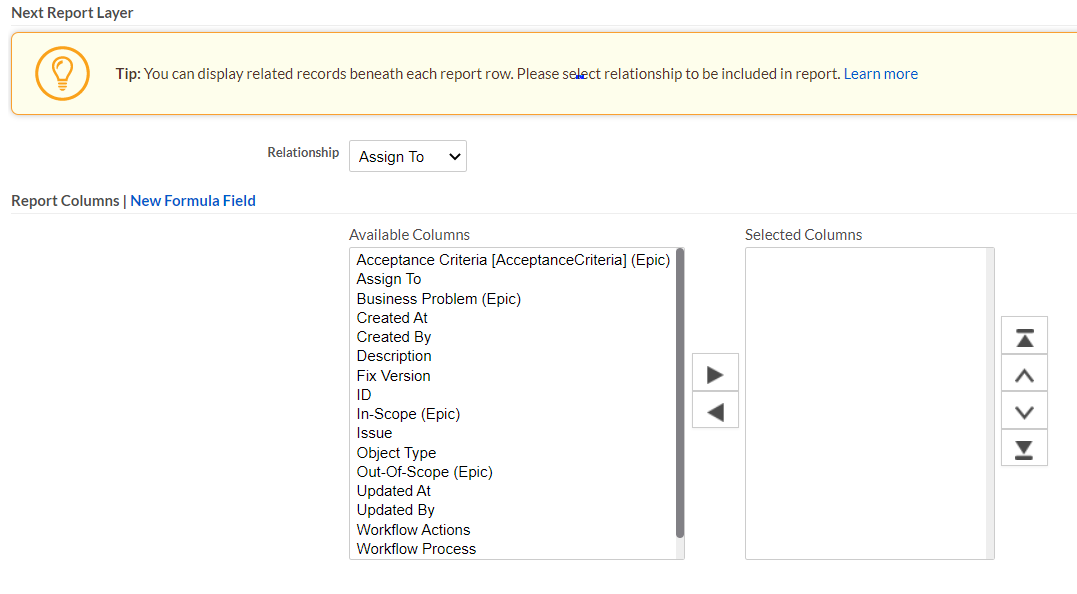 Next Report Layer
Tip: You can display related records beneath each report row. Please select relationship to be included in report. Learn more
Relationship
Assign To
Report Columns | New Formula Field
Available Columns
Selected Columns
Acceptance Criteria [AcceptanceCriteria] (Epic)
Assign To
Business Problem (Epic)
Created At
Created By
Description
Fix Version
ID
In-Scope (Epic)
Issue
Object Type
Out-Of-Scope (Epic)
Updated At
Updated By
Workflow Actions
Workflow Process